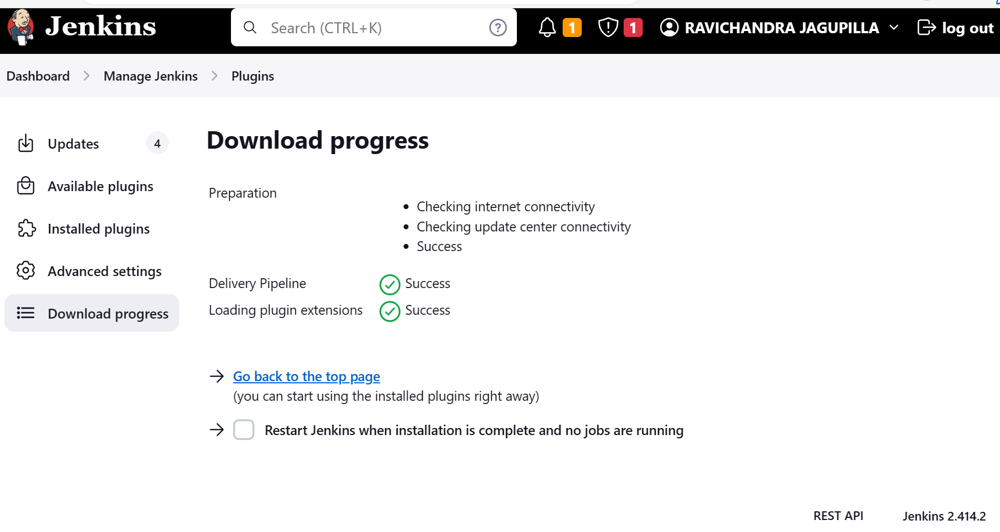 Jenkins
Search (CTRL+K)
1
1
RAVICHANDRA JAGUPILLA
log out
Dashboard
Manage Jenkins
Plugins
Updates
4
Available plugins
Installed plugins
Advanced settings
Download progress
Download progress
Preparation
Checking internet connectivity
Checking update center connectivity
Success
Delivery Pipeline Success
Loading plugin extensions Success
Go back to the top page
(you can start using the installed plugins right away)
Restart Jenkins when installation is complete and no jobs are running
REST API
Jenkins 2.414.2